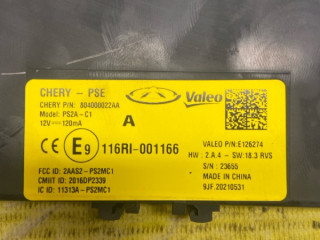 CHERY - PSE
CHERY P/N: 804000022AA
Model: PS2A-C1
12V 120mA
A
Valeo
CE E9 116RI-001166
VALEO P/N:E126274
HW : 2.A.4 - SW:18.3 RVS
S/N : 23655
MADE IN CHINA
9JF.20210531
FCC ID: 2AAS2-PS2MC1
CMIIT ID: 2016DP2339
IC ID: 11313A-PS2MC1